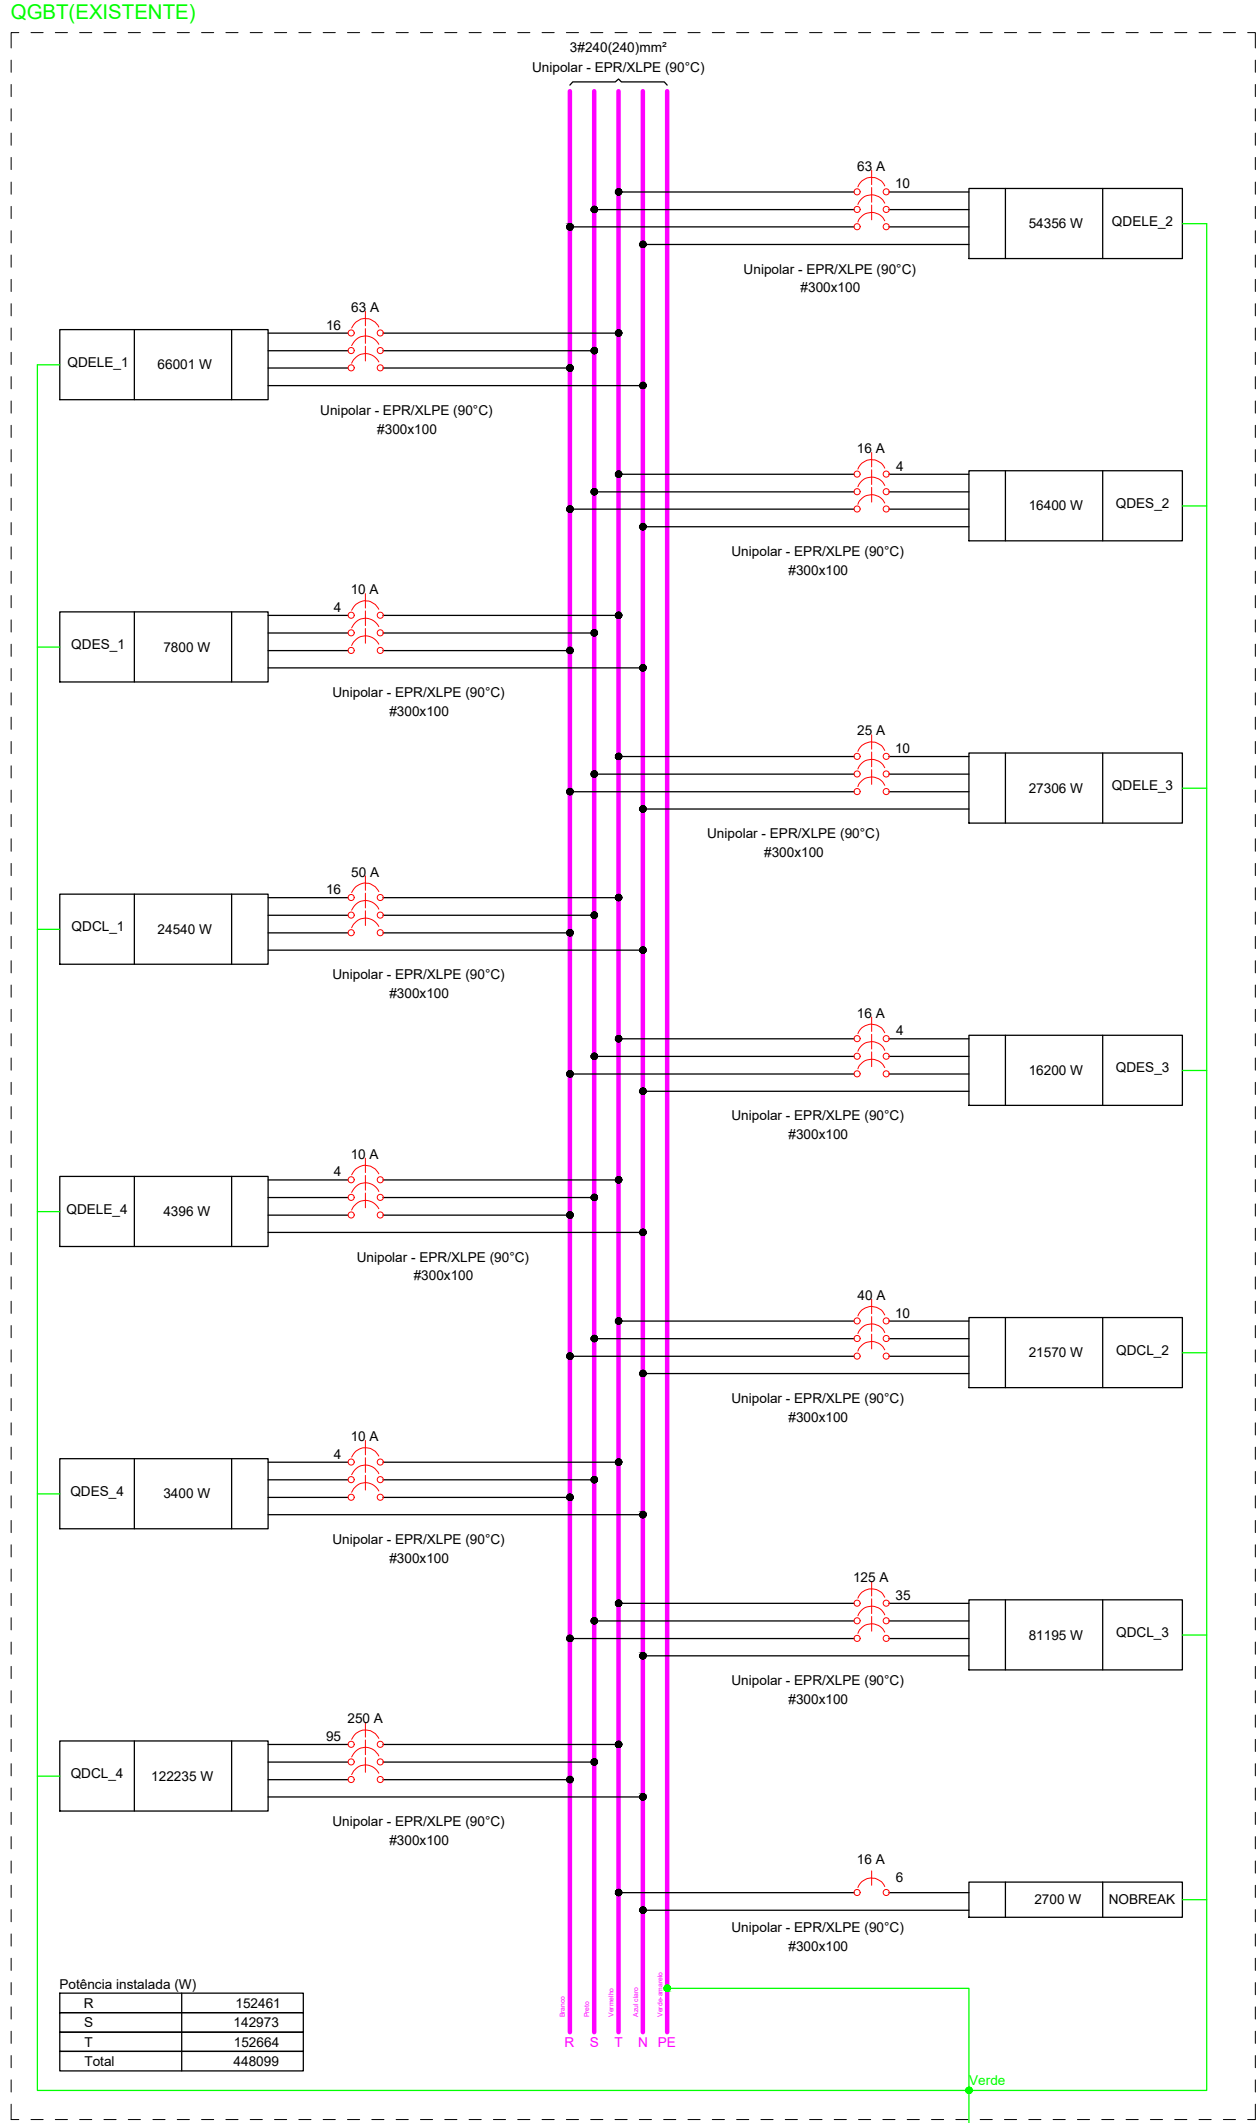 QGBT(EXISTENTE)
3#240(240)mm²
Unipolar - EPR/XLPE (90°C)
63 A
10
54356 W
QDELE_2
Unipolar - EPR/XLPE (90°C)
#300x100
63 A
16
QDELE_1
66001 W
Unipolar - EPR/XLPE (90°C)
#300x100
16 A
4
16400 W
QDES_2
Unipolar - EPR/XLPE (90°C)
#300x100
10 A
4
QDES_1
7800 W
Unipolar - EPR/XLPE (90°C)
#300x100
25 A
10
27306 W
QDELE_3
Unipolar - EPR/XLPE (90°C)
#300x100
50 A
16
QDCL_1
24540 W
Unipolar - EPR/XLPE (90°C)
#300x100
16 A
4
16200 W
QDES_3
Unipolar - EPR/XLPE (90°C)
#300x100
10 A
4
QDELE_4
4396 W
Unipolar - EPR/XLPE (90°C)
#300x100
40 A
10
21570 W
QDCL_2
Unipolar - EPR/XLPE (90°C)
#300x100
10 A
4
QDES_4
3400 W
Unipolar - EPR/XLPE (90°C)
#300x100
125 A
35
81195 W
QDCL_3
Unipolar - EPR/XLPE (90°C)
#300x100
250 A
95
QDCL_4
122235 W
Unipolar - EPR/XLPE (90°C)
#300x100
16 A
6
2700 W
NOBREAK
Unipolar - EPR/XLPE (90°C)
#300x100
Potência instalada (W)
R 152461
S 142973
T 152664
Total 448099
Branco
Preto
Vermelho
Azul claro
Verde-amarelo
R S T N PE
Verde